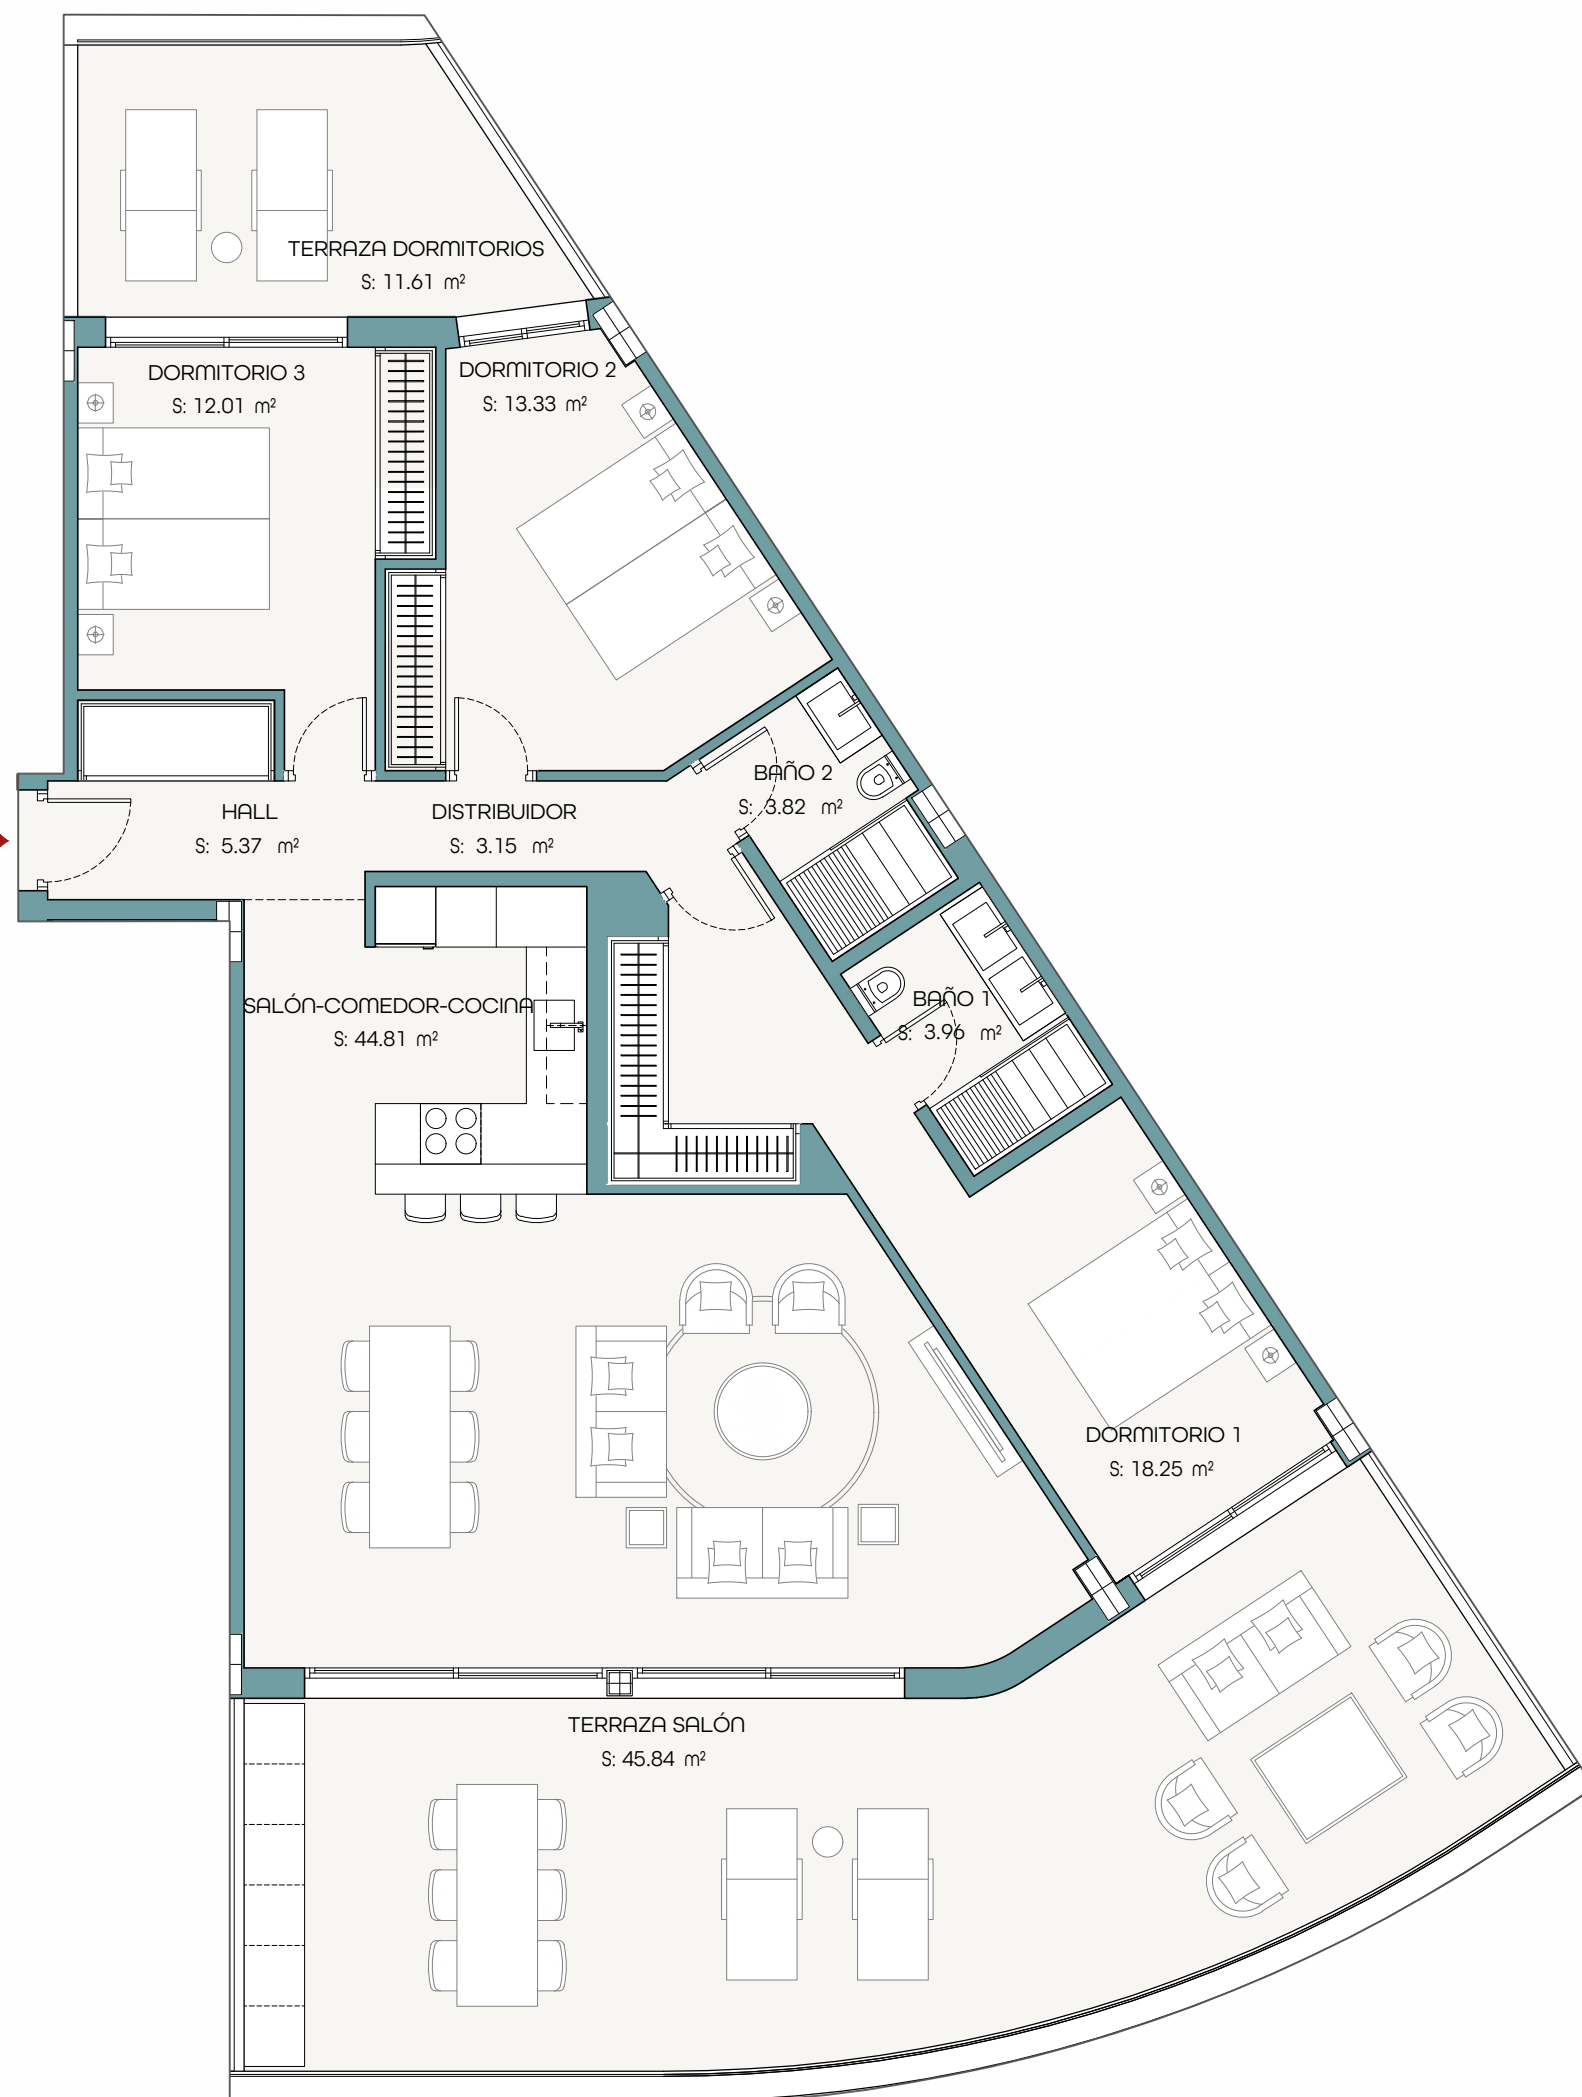 TERRAZA DORMITORIOS
S: 11.61 m²
DORMITORIO 3
S: 12.01 m²
DORMITORIO 2
S: 13.33 m²
HALL
S: 5.37 m²
DISTRIBUIDOR
S: 3.15 m²
BAÑO 2
S: 3.82 m²
SALÓN-COMEDOR-COCINA
S: 44.81 m²
BAÑO 1
S: 3.96 m²
DORMITORIO 1
S: 18.25 m²
TERRAZA SALÓN
S: 45.84 m²